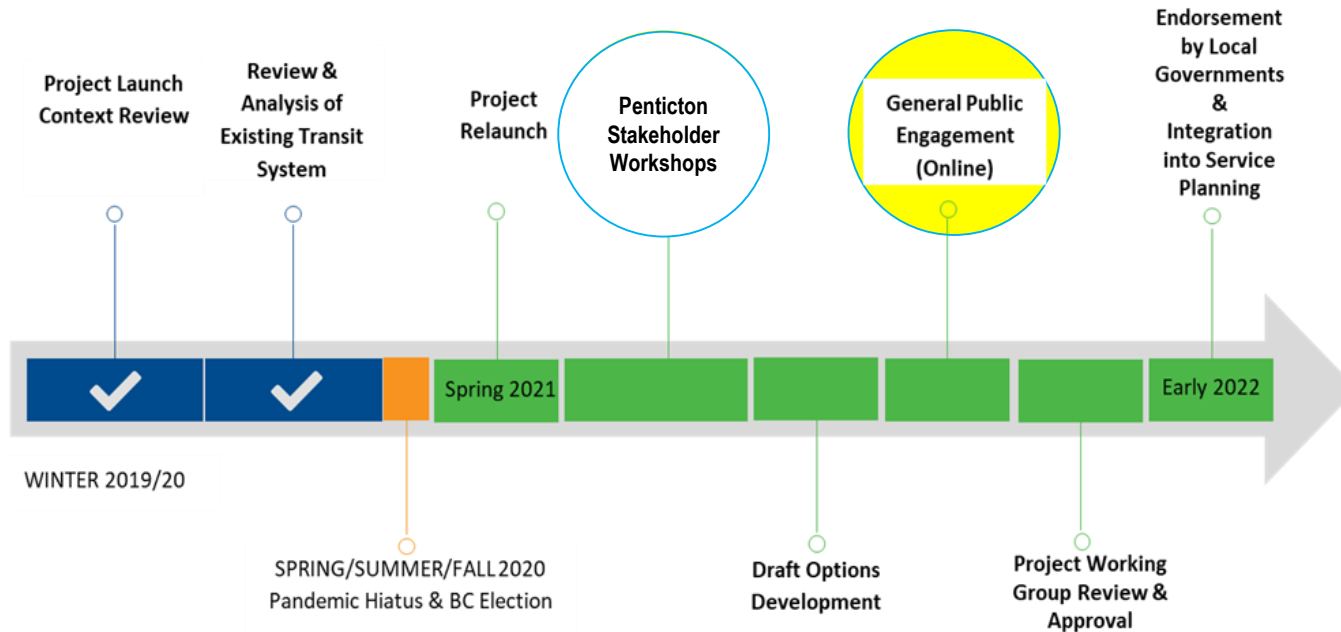 Project Launch
Context Review
Review &
Analysis of
Existing Transit
System
Project
Relaunch
Penticton
Stakeholder
Workshops
General Public
Engagement
(Online)
Endorsement
by Local
Governments
&
Integration
into Service
Planning
Spring 2021
Early 2022
WINTER 2019/20
SPRING/SUMMER/FALL 2020
Pandemic Hiatus & BC Election
Draft Options
Development
Project Working
Group Review &
Approval